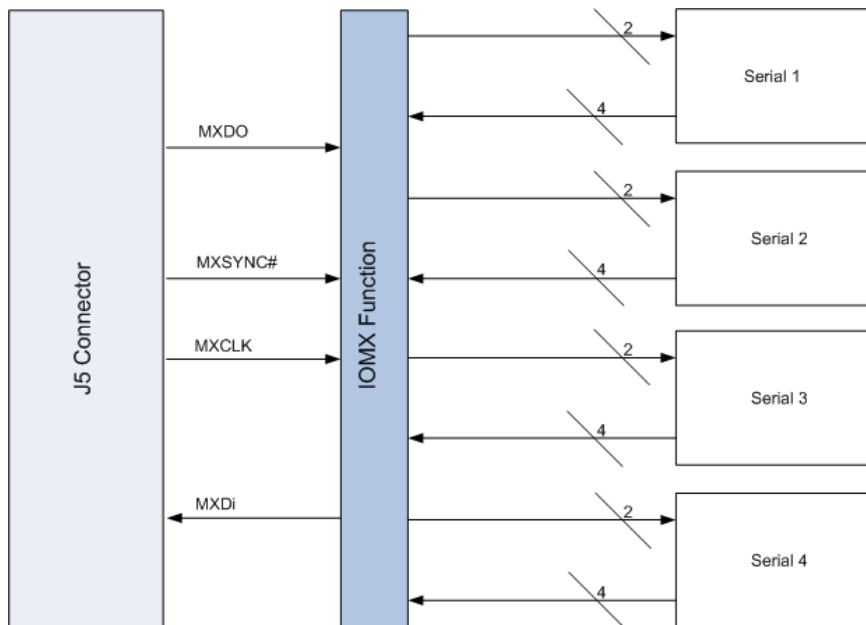 2
Serial 1
4
MXDO
2
Serial 2
4
MXSYNC#
J5 Connector
IOMX Function
MXCLK
2
Serial 3
4
MXDi
2
Serial 4
4